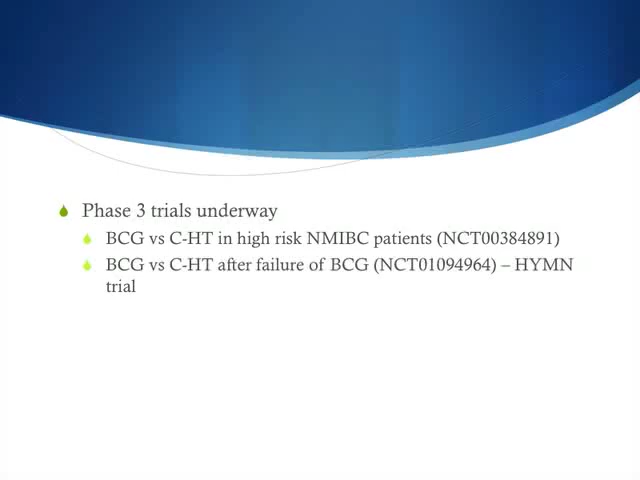 Phase 3 trials underway
BCG vs C-HT in high risk NMIBC patients (NCT00384891)
BCG vs C-HT after failure of BCG (NCT01094964) – HYMN
trial